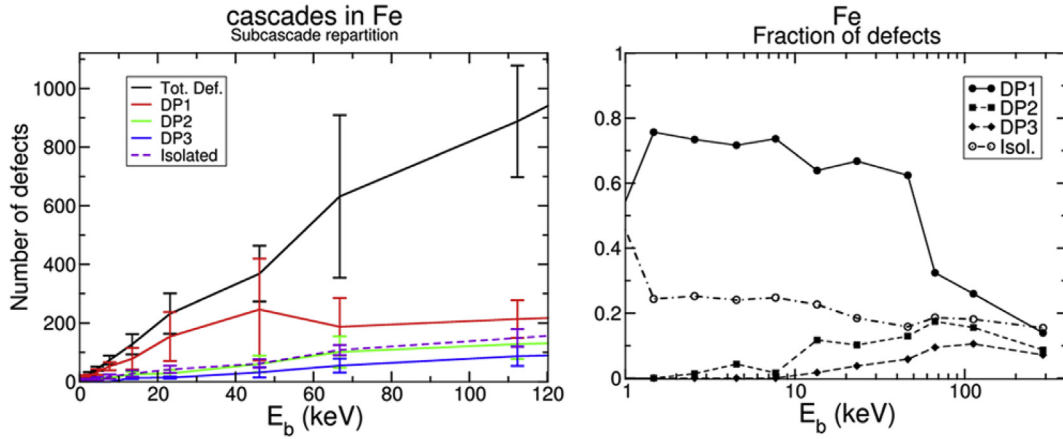 cascades in Fe
Subcascade repartition
Number of defects
1000
800
600
400
200
0
Tot. Def.
DP1
DP2
DP3
Isolated
0 20 40 60 80 100 120
E_b (keV)
Fe
Fraction of defects
1
0.8
0.6
0.4
0.2
0
DP1
DP2
DP3
Isol.
1 10 100
E_b (keV)